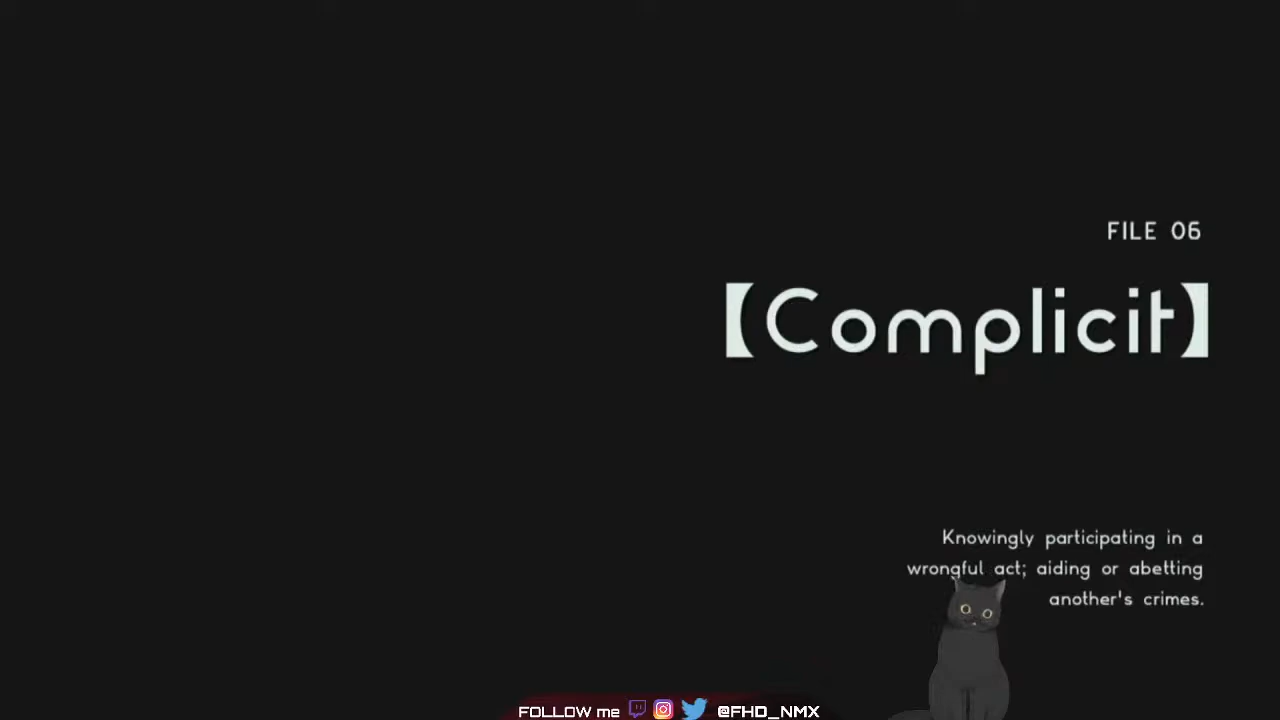 FILE 06
【Complicit】
Knowingly participating in a
wrongful act; aiding or abetting
another's crimes.
FOLLOW me @FHD_NMX